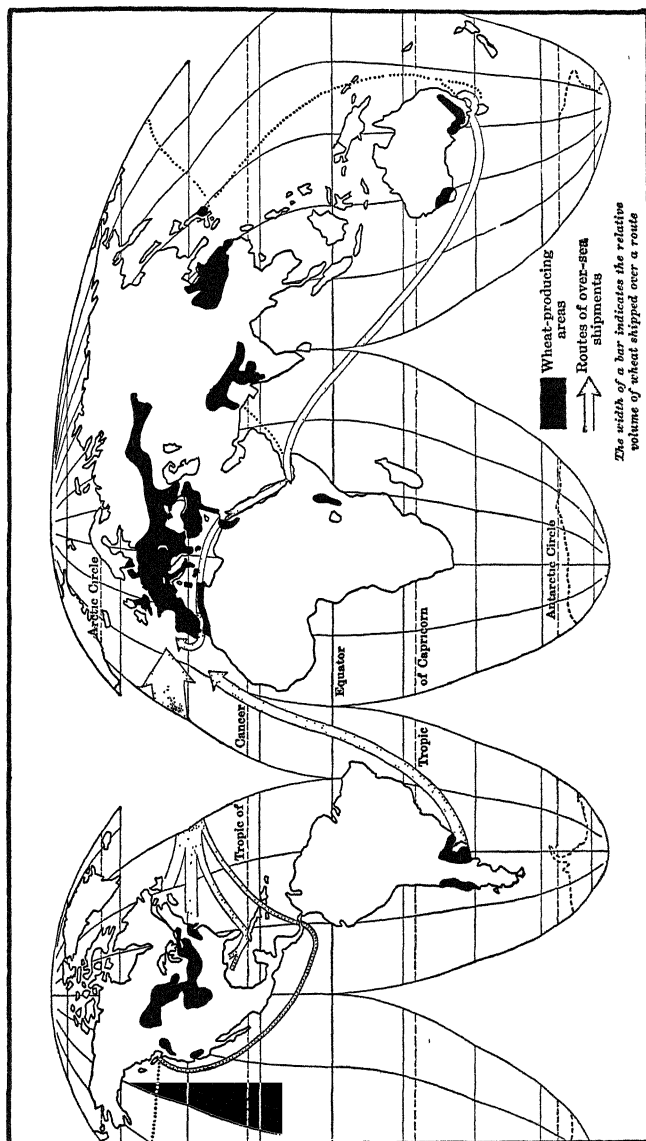 Arctic Circle
Tropic of
Cancer
Equator
Tropic
of Capricorn
Antarctic Circle
Wheat-producing
areas
Routes of over-sea
shipments
The width of a bar indicates the relative
volume of wheat shipped over a route